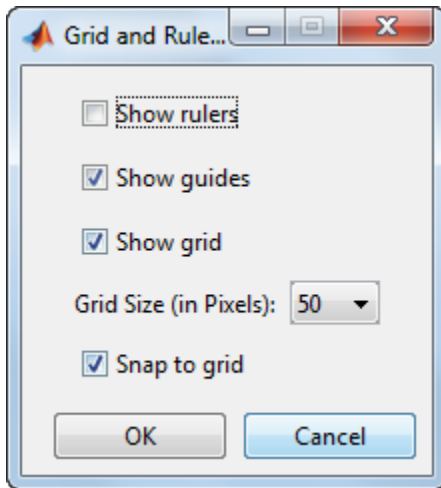 Grid and Rule...
Show rulers
Show guides
Show grid
Grid Size (in Pixels): 50
Snap to grid
OK Cancel